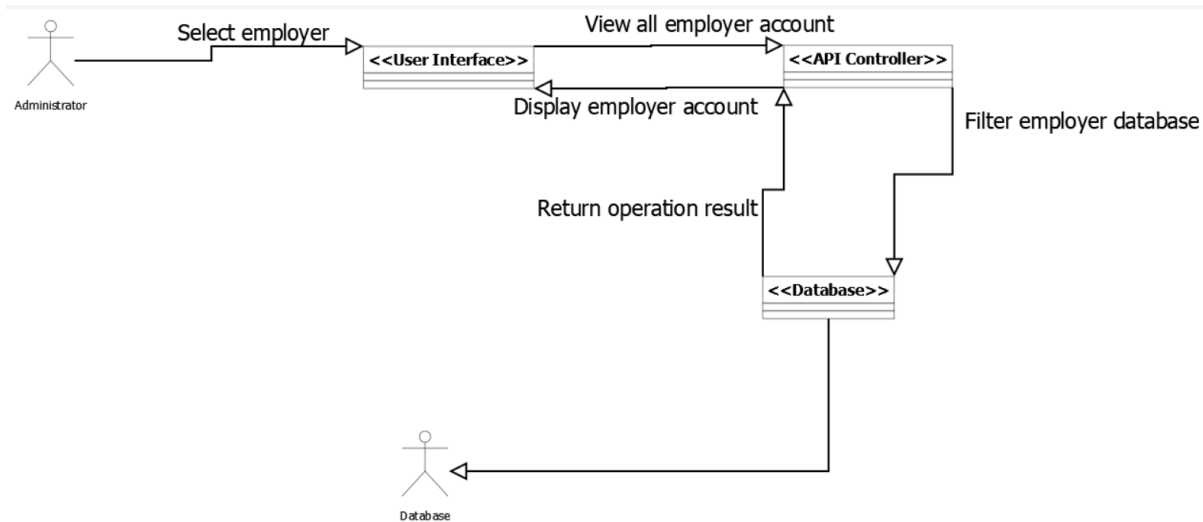 View all employer account
Select employer
<<User Interface>>
<<API Controller>>
Administrator
Display employer account
Filter employer database
Return operation result
<<Database>>
Database